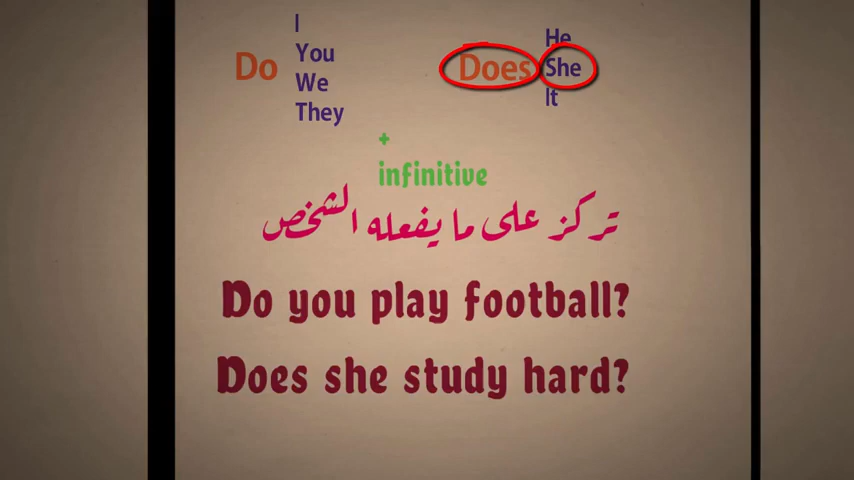 Do
I
You
We
They
Does
He
She
It
+
infinitive
تركز على ما يفعله الشخص
Do you play football?
Does she study hard?